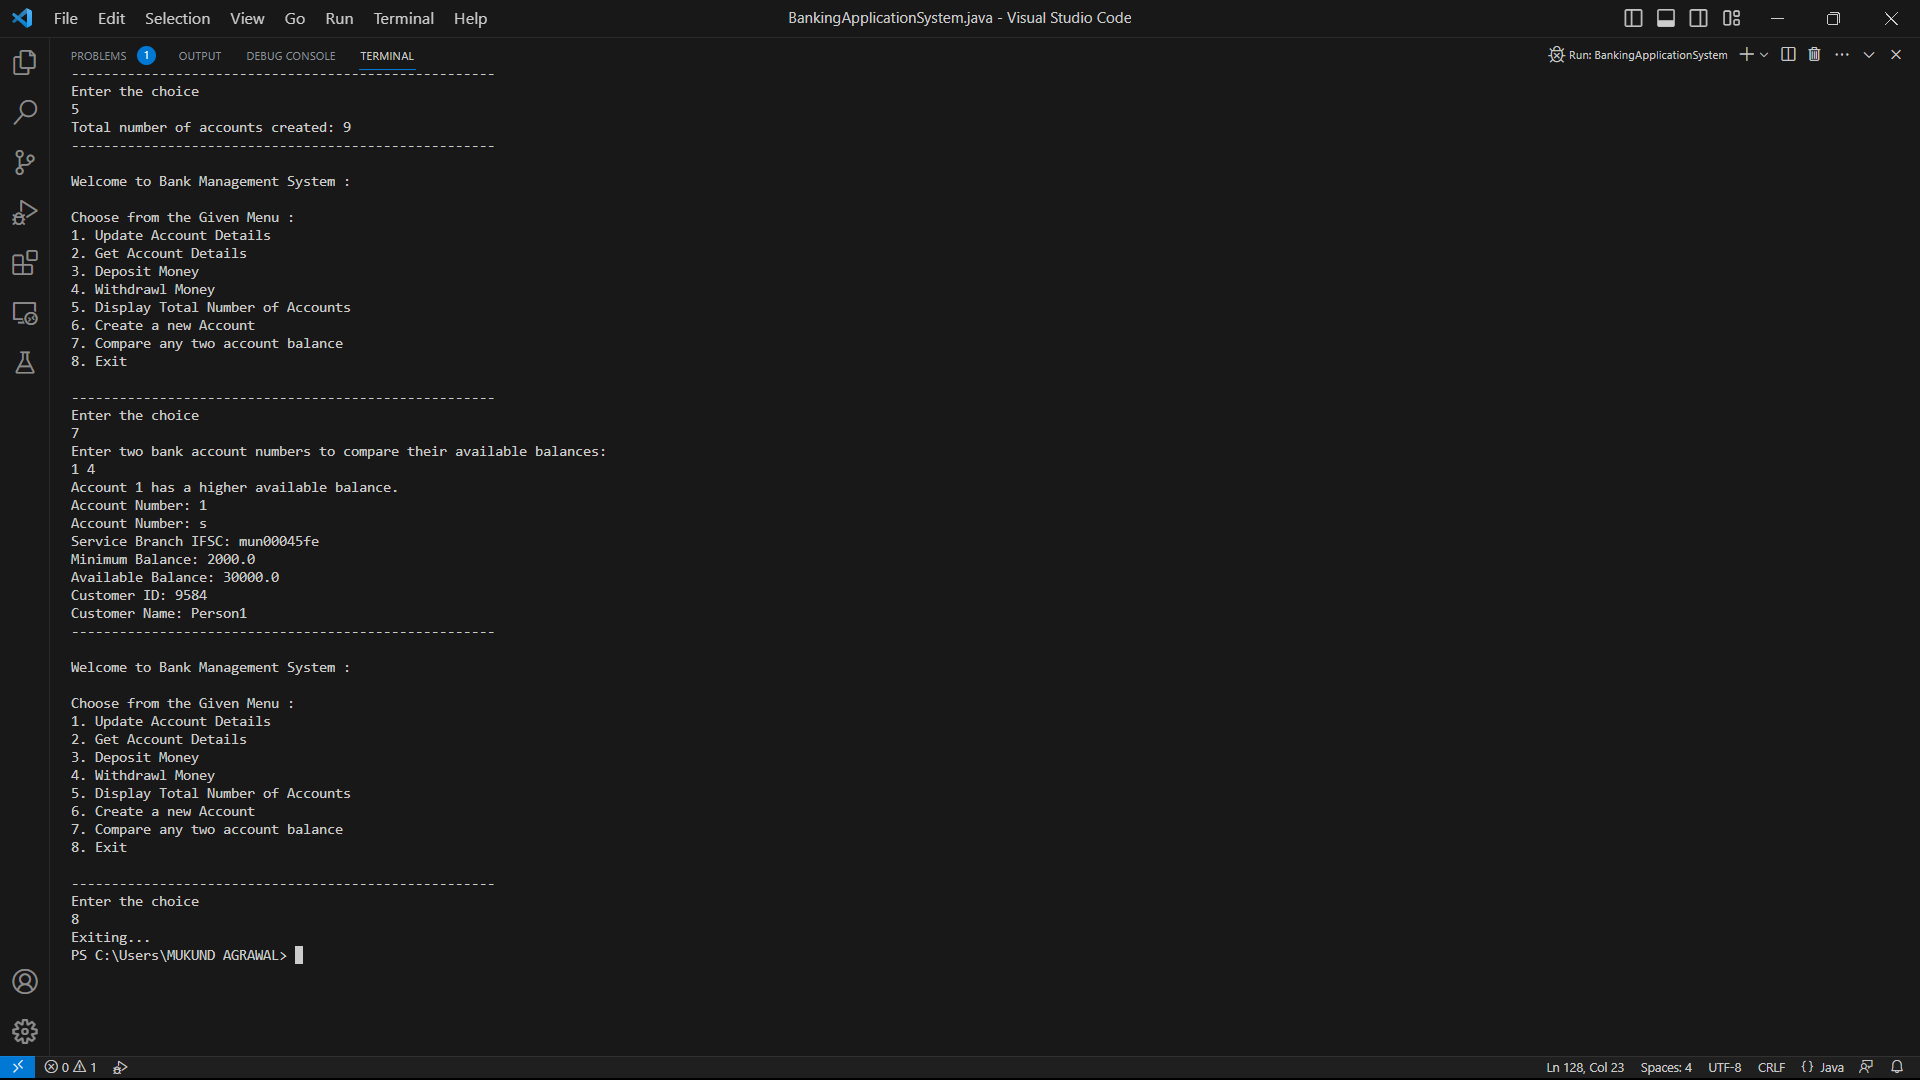 File Edit Selection View Go Run Terminal Help BankingApplicationSystem.java - Visual Studio Code
PROBLEMS 1 OUTPUT DEBUG CONSOLE TERMINAL Run: BankingApplicationSystem
-----------------------------------------------------
Enter the choice
5
Total number of accounts created: 9
-----------------------------------------------------
Welcome to Bank Management System :
Choose from the Given Menu :
1. Update Account Details
2. Get Account Details
3. Deposit Money
4. Withdrawl Money
5. Display Total Number of Accounts
6. Create a new Account
7. Compare any two account balance
8. Exit
-----------------------------------------------------
Enter the choice
7
Enter two bank account numbers to compare their available balances:
1 4
Account 1 has a higher available balance.
Account Number: 1
Account Number: s
Service Branch IFSC: mun00045fe
Minimum Balance: 2000.0
Available Balance: 30000.0
Customer ID: 9584
Customer Name: Person1
-----------------------------------------------------
Welcome to Bank Management System :
Choose from the Given Menu :
1. Update Account Details
2. Get Account Details
3. Deposit Money
4. Withdrawl Money
5. Display Total Number of Accounts
6. Create a new Account
7. Compare any two account balance
8. Exit
-----------------------------------------------------
Enter the choice
8
Exiting...
PS C:\Users\MUKUND AGRAWAL>
0 1 Ln 128, Col 23 Spaces: 4 UTF-8 CRLF {} Java